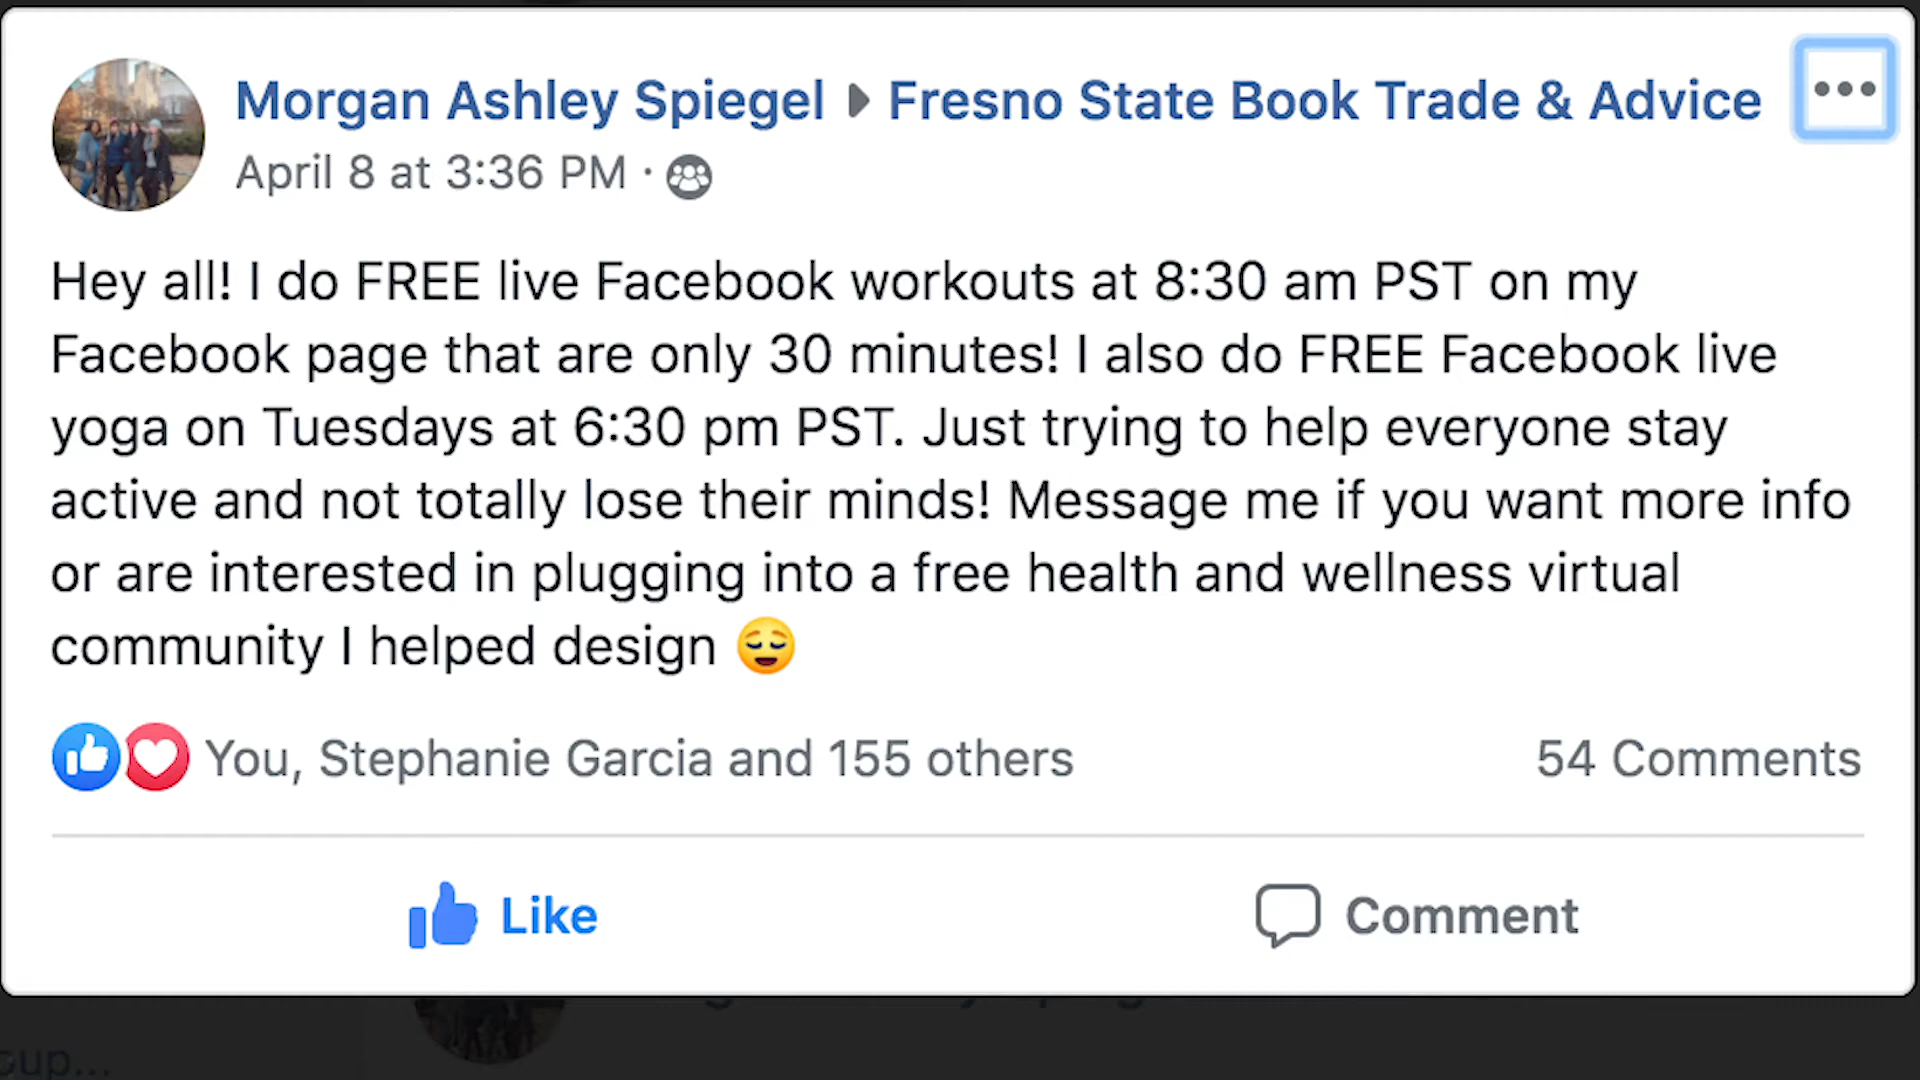 Morgan Ashley Spiegel ▶ Fresno State Book Trade & Advice
April 8 at 3:36 PM ·
Hey all! I do FREE live Facebook workouts at 8:30 am PST on my
Facebook page that are only 30 minutes! I also do FREE Facebook live
yoga on Tuesdays at 6:30 pm PST. Just trying to help everyone stay
active and not totally lose their minds! Message me if you want more info
or are interested in plugging into a free health and wellness virtual
community I helped design 😌
You, Stephanie Garcia and 155 others
54 Comments
Like
Comment